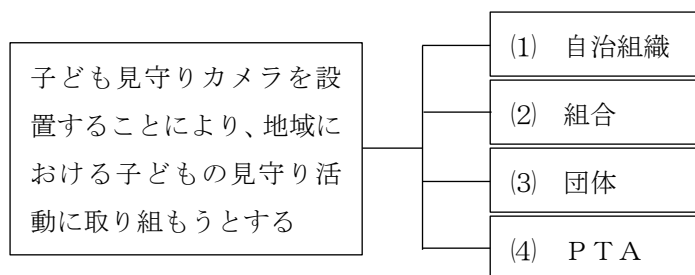 子ども見守りカメラを設
置することにより、地域に
おける子どもの見守り活
動に取り組もうとする
⑴ 自治組織
⑵ 組合
⑶ 団体
⑷ ＰＴＡ